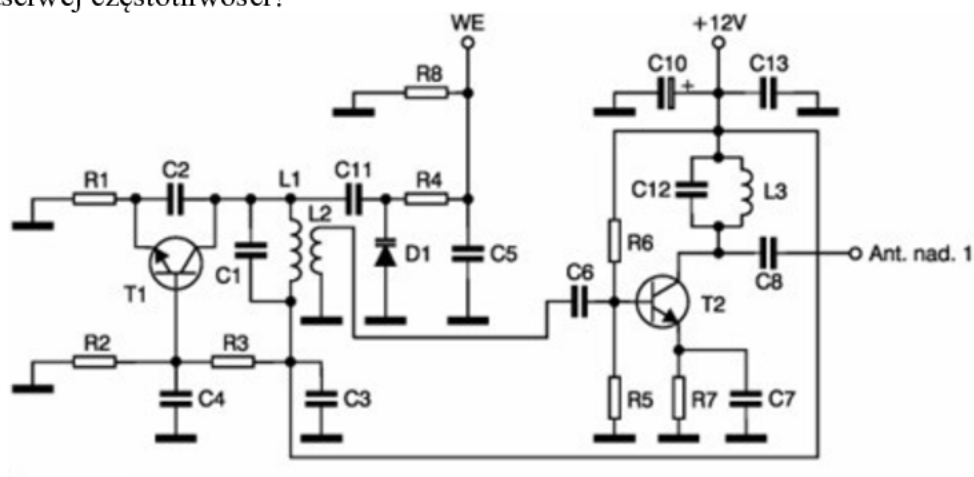 częstotliwości?
WE
+12V
R8
C10
+
C13
R1
C2
L1
C11
R4
L2
C12
L3
T1
C1
D1
C5
R6
C6
T2
C8
Ant. nad. 1
R2
R3
C4
C3
R5
R7
C7